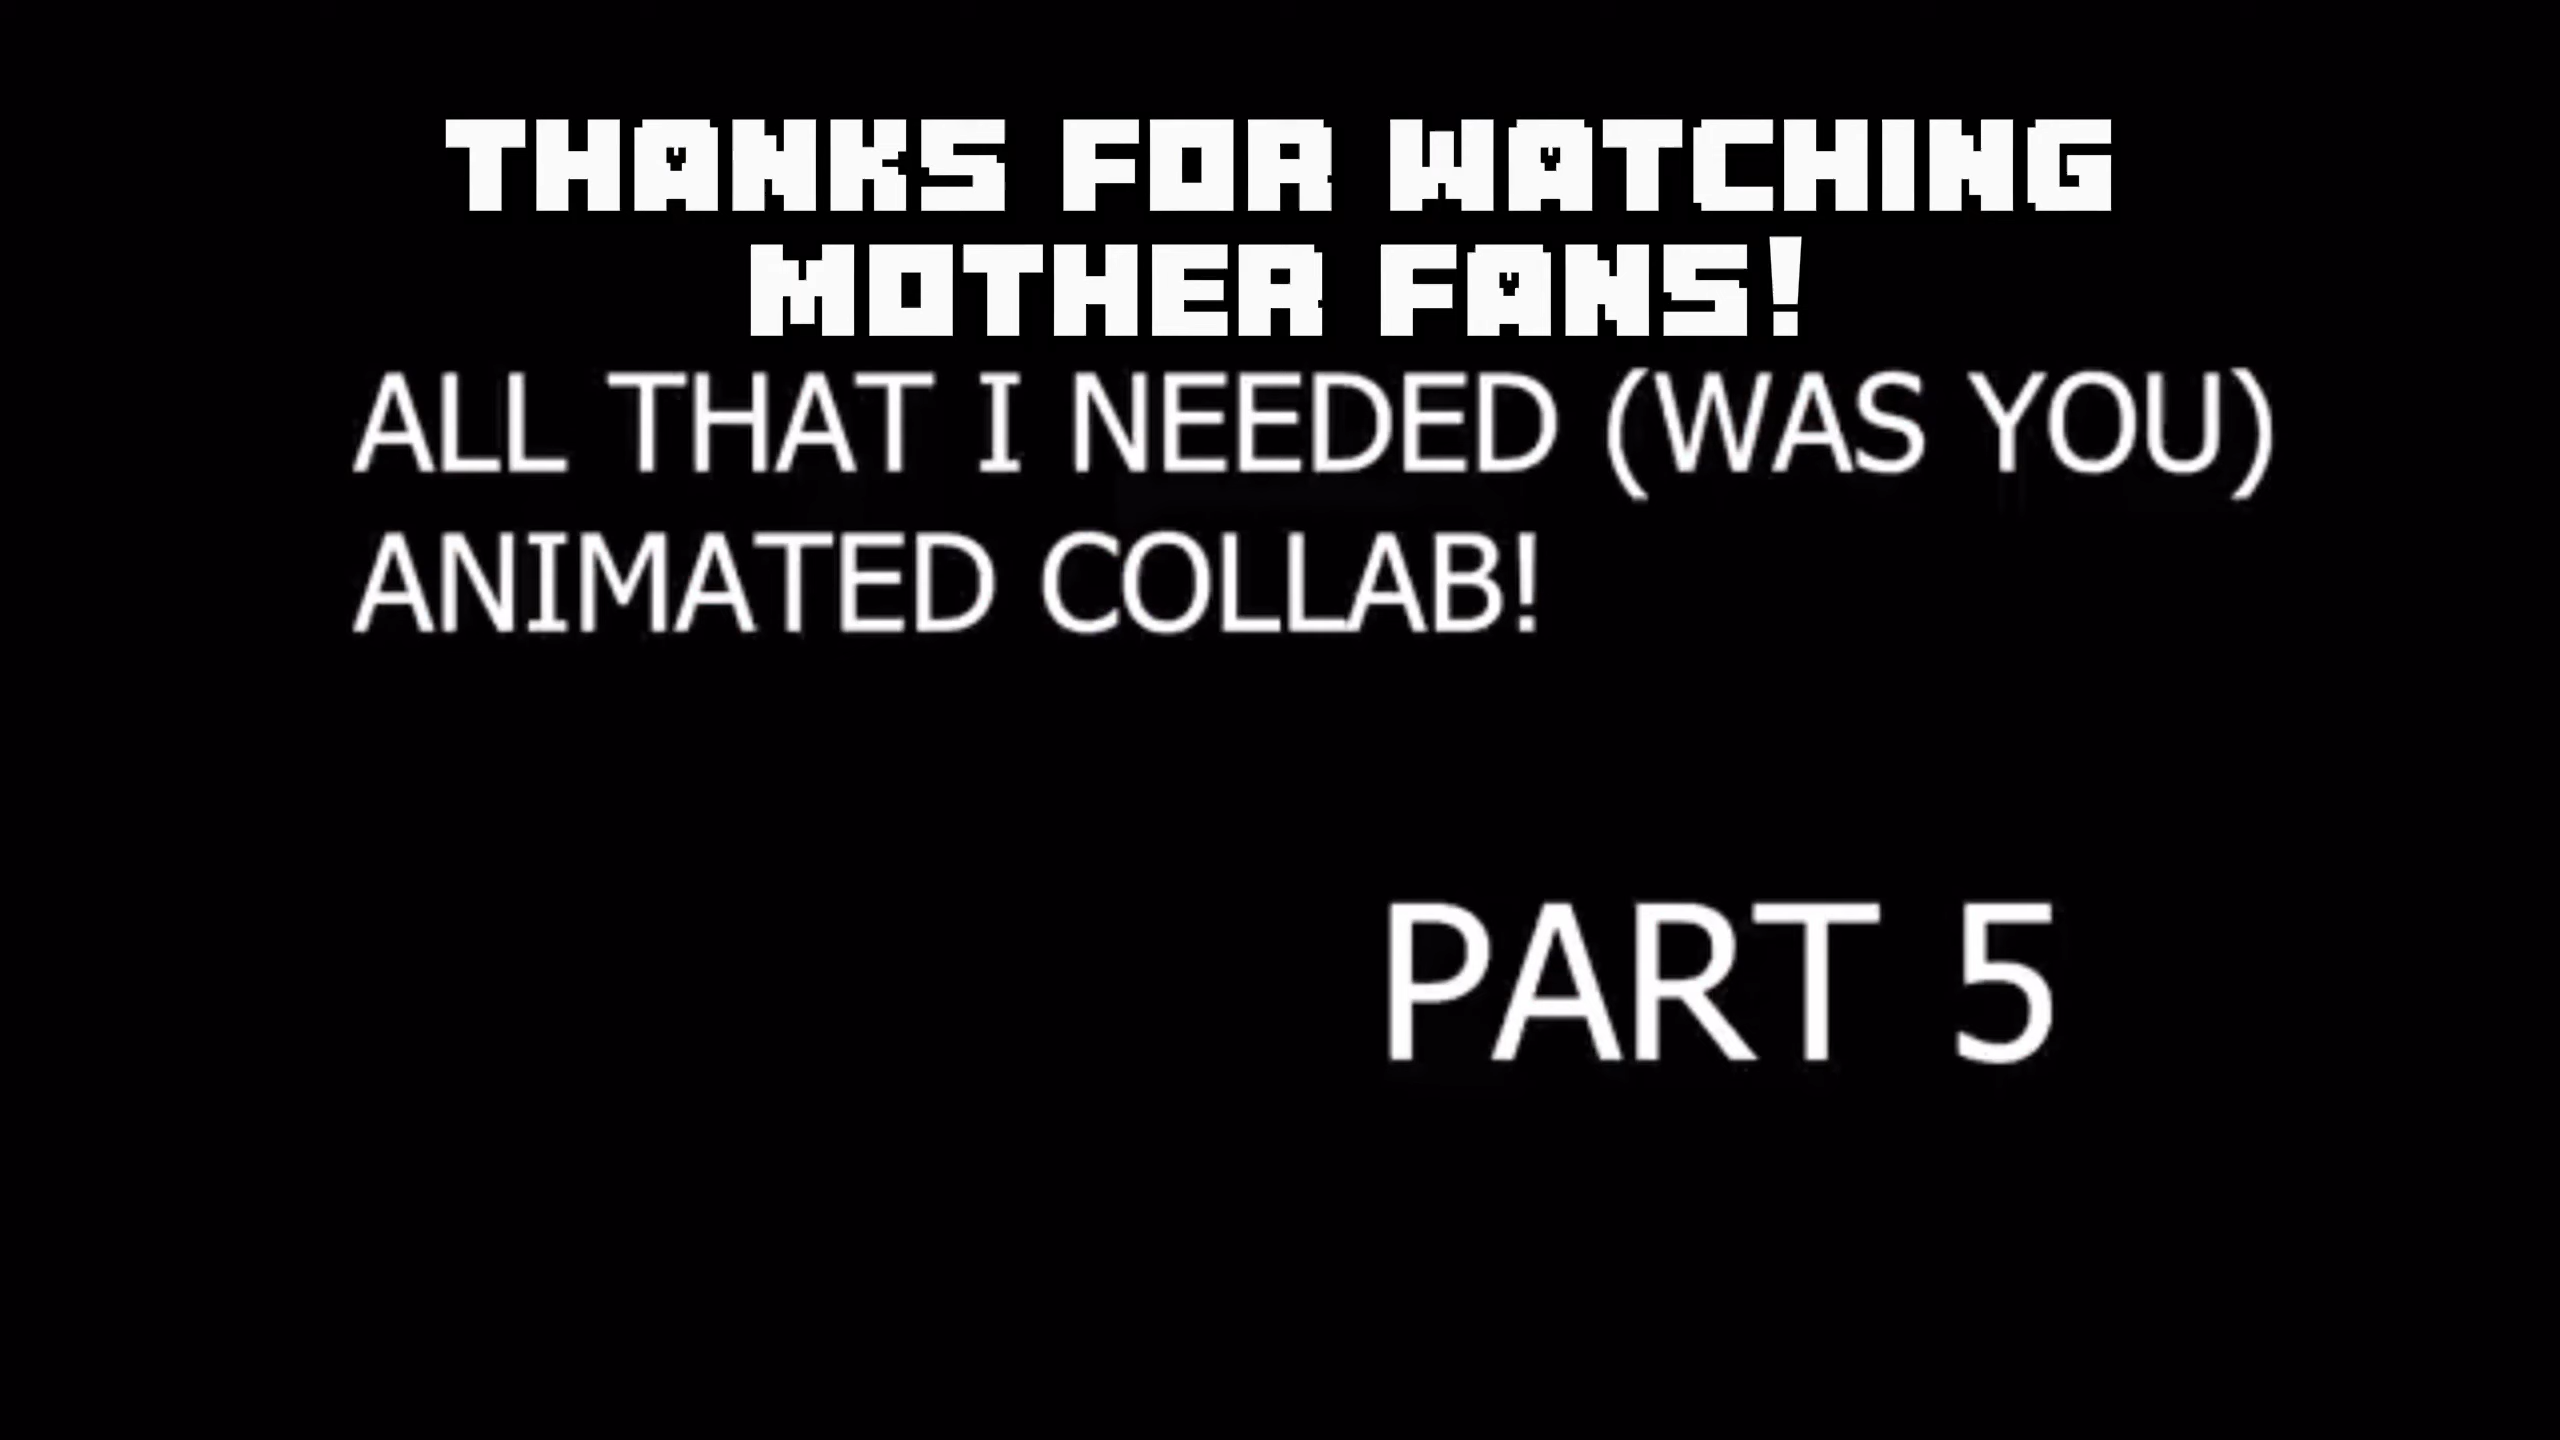 THANKS FOR WATCHING
MOTHER FANS!
ALL THAT I NEEDED (WAS YOU)
ANIMATED COLLAB!
PART 5